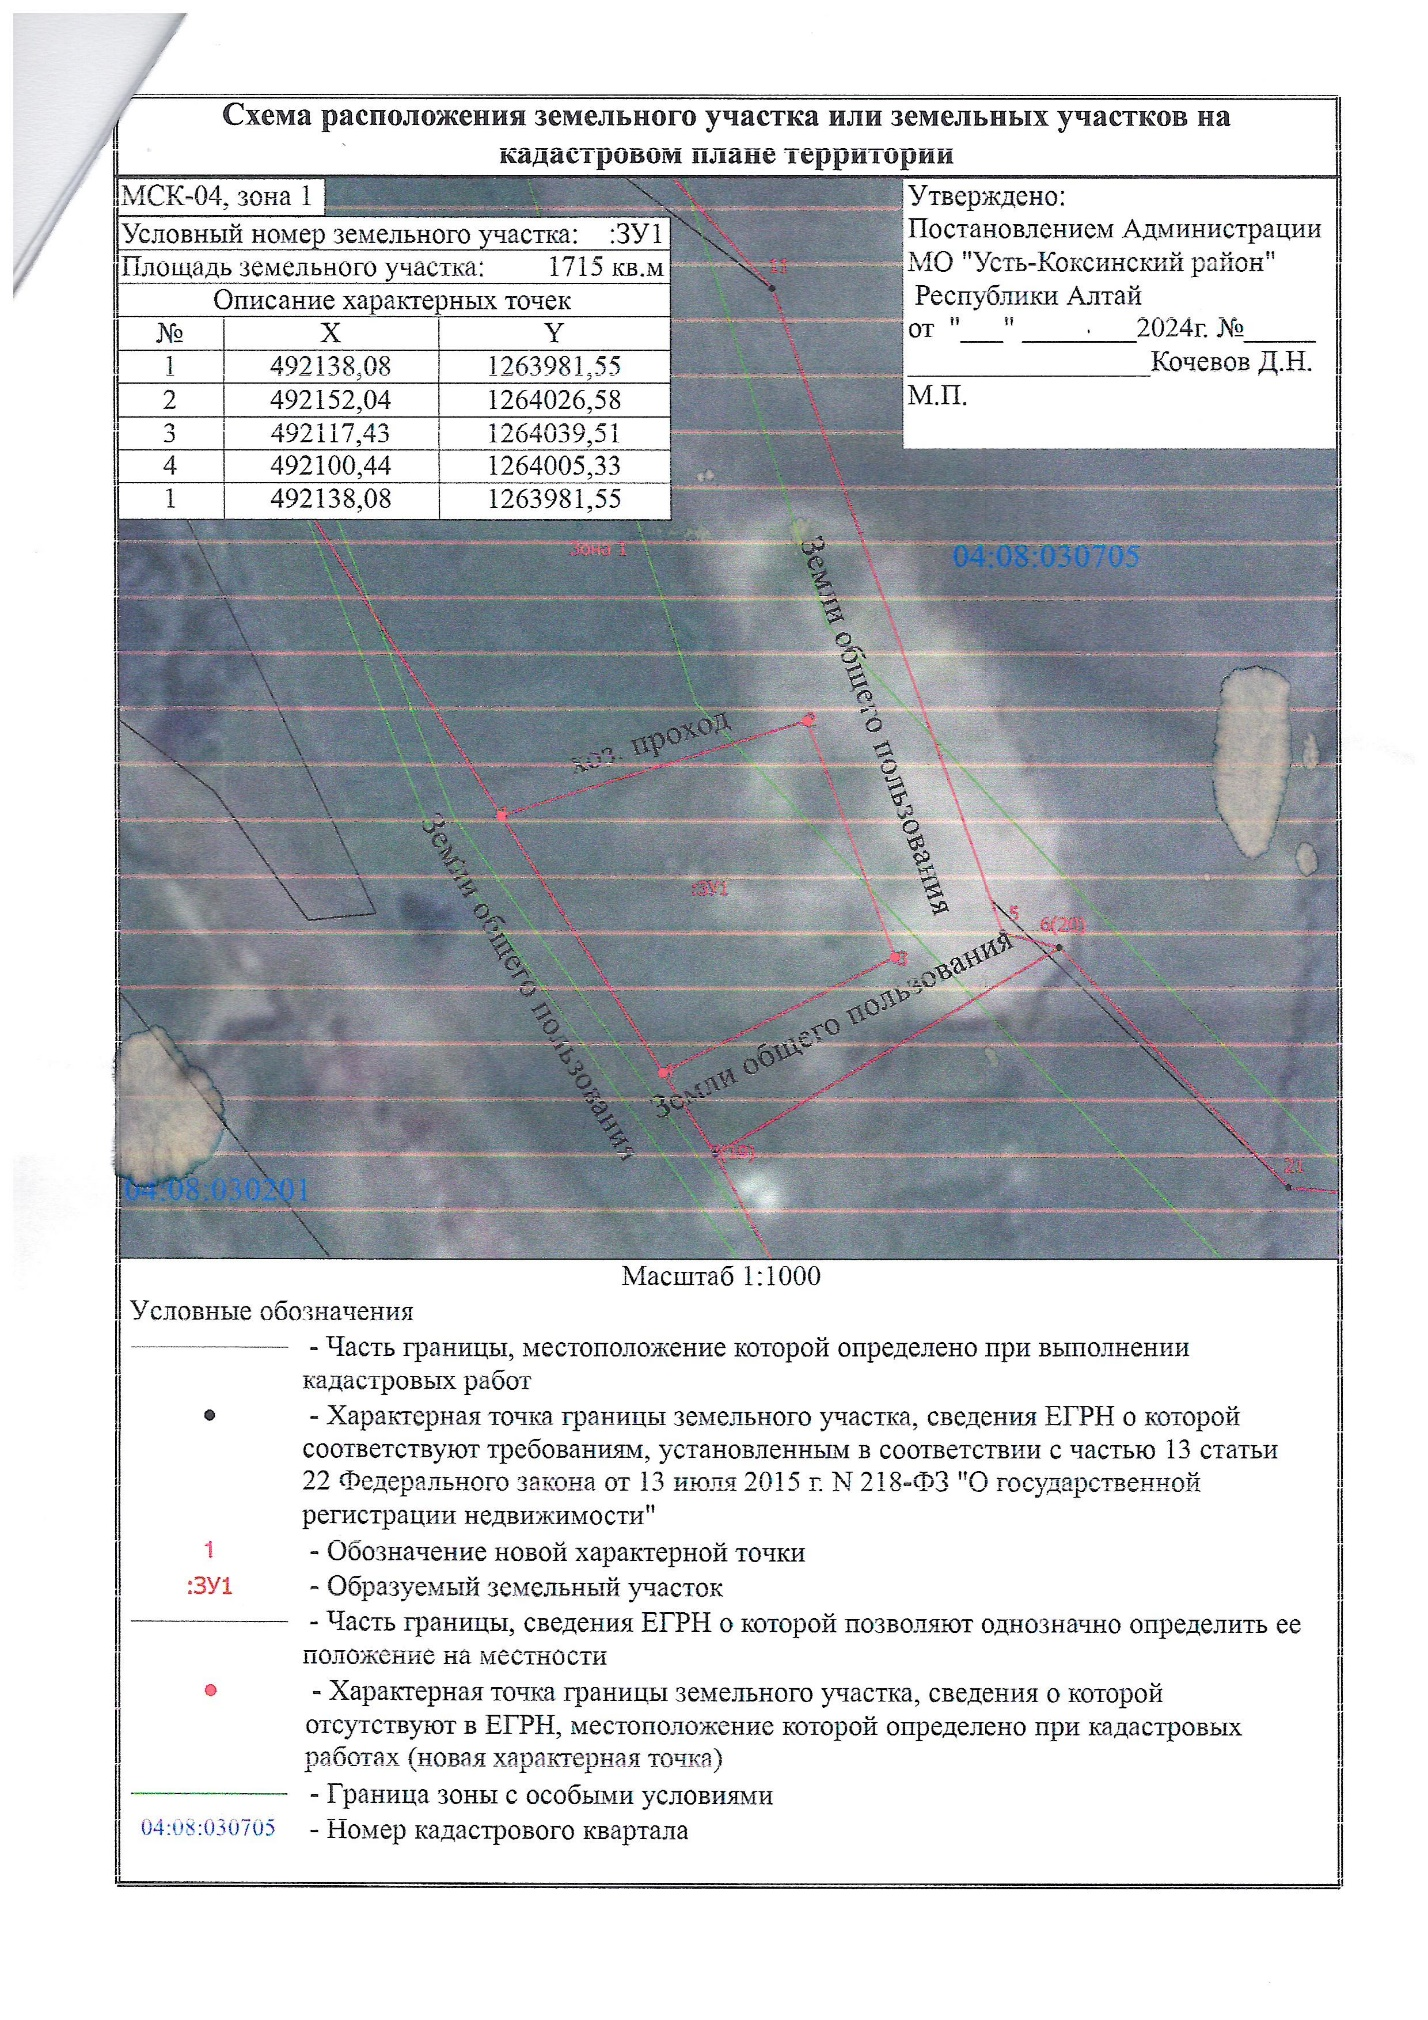 Схема расположения земельного участка или земельных участков на
кадастровом плане территории
МСК-04, зона 1
Условный номер земельного участка: :ЗУ1
Площадь земельного участка: 1715 кв.м
Описание характерных точек
№ X Y
1 492138,08 1263981,55
2 492152,04 1264026,58
3 492117,43 1264039,51
4 492100,44 1264005,33
1 492138,08 1263981,55
Утверждено:
Постановлением Администрации
МО "Усть-Коксинский район"
Республики Алтай
от "___" ________2024г. №_____
_________________Кочевов Д.Н.
М.П.
11
Зона 1
04:08:030705
Земли общего пользования
хоз. проход
Земли общего пользования
:ЗУ1
5
6(20)
3
Земли общего пользования
21
04:08:030201
Масштаб 1:1000
Условные обозначения
- Часть границы, местоположение которой определено при выполнении
кадастровых работ
- Характерная точка границы земельного участка, сведения ЕГРН о которой
соответствуют требованиям, установленным в соответствии с частью 13 статьи
22 Федерального закона от 13 июля 2015 г. N 218-ФЗ "О государственной
регистрации недвижимости"
1 - Обозначение новой характерной точки
:ЗУ1 - Образуемый земельный участок
- Часть границы, сведения ЕГРН о которой позволяют однозначно определить ее
положение на местности
- Характерная точка границы земельного участка, сведения о которой
отсутствуют в ЕГРН, местоположение которой определено при кадастровых
работах (новая характерная точка)
- Граница зоны с особыми условиями
04:08:030705 - Номер кадастрового квартала